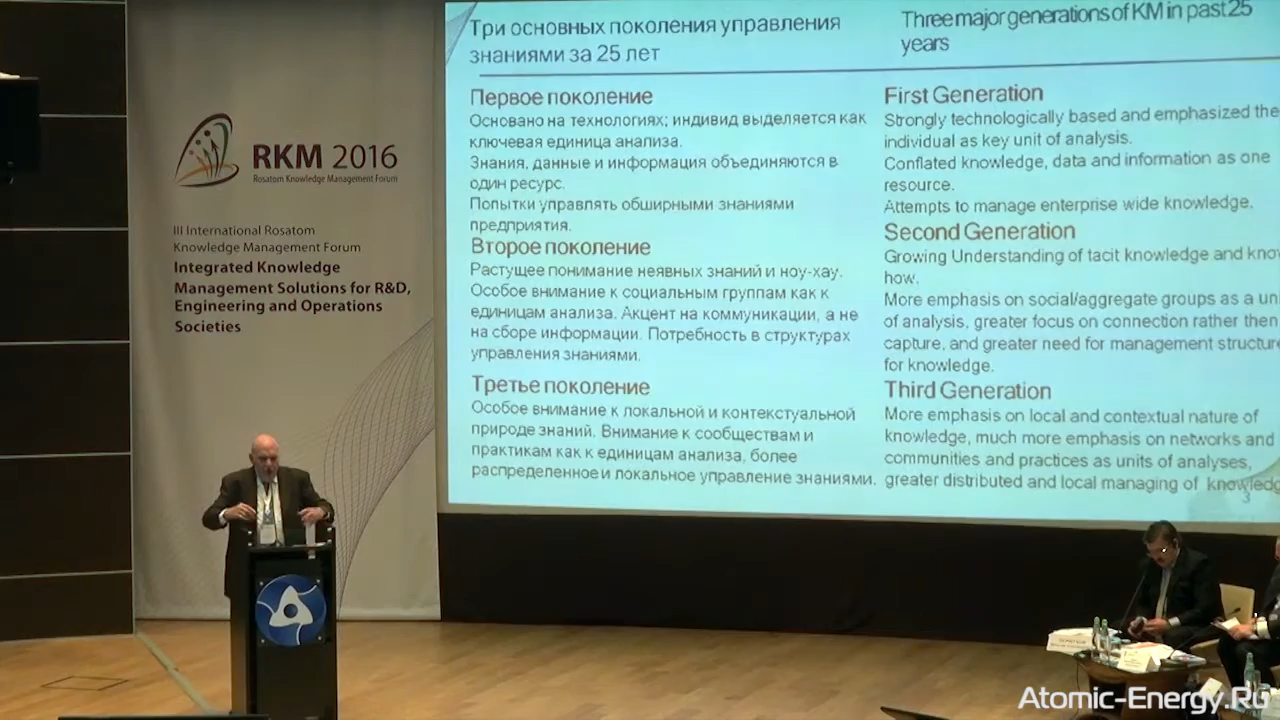 RKM 2016
Rosatom Knowledge Management Forum
III International Rosatom
Knowledge Management Forum
Integrated Knowledge
Management Solutions for R&D,
Engineering and Operations
Societies
Три основных поколения управления
знаниями за 25 лет
Первое поколение
Основано на технологиях; индивид выделяется как
ключевая единица анализа.
Знания, данные и информация объединяются в
один ресурс.
Попытки управлять обширными знаниями
предприятия.
Второе поколение
Растущее понимание неявных знаний и ноу-хау.
Особое внимание к социальным группам как к
единицам анализа. Акцент на коммуникации, а не
на сборе информации. Потребность в структурах
управления знаниями.
Третье поколение
Особое внимание к локальной и контекстуальной
природе знаний. Внимание к сообществам и
практикам как к единицам анализа, более
распределенное и локальное управление знаниями.
Three major generations of KM in past 25
years
First Generation
Strongly technologically based and emphasized the
individual as key unit of analysis.
Conflated knowledge, data and information as one
resource.
Attempts to manage enterprise wide knowledge.
Second Generation
Growing Understanding of tacit knowledge and know
how.
More emphasis on social/aggregate groups as a un
of analysis, greater focus on connection rather then
capture, and greater need for management structure
for knowledge.
Third Generation
More emphasis on local and contextual nature of
knowledge, much more emphasis on networks and
communities and practices as units of analyses,
greater distributed and local managing of knowledg
3
Atomic-Energy.Ru